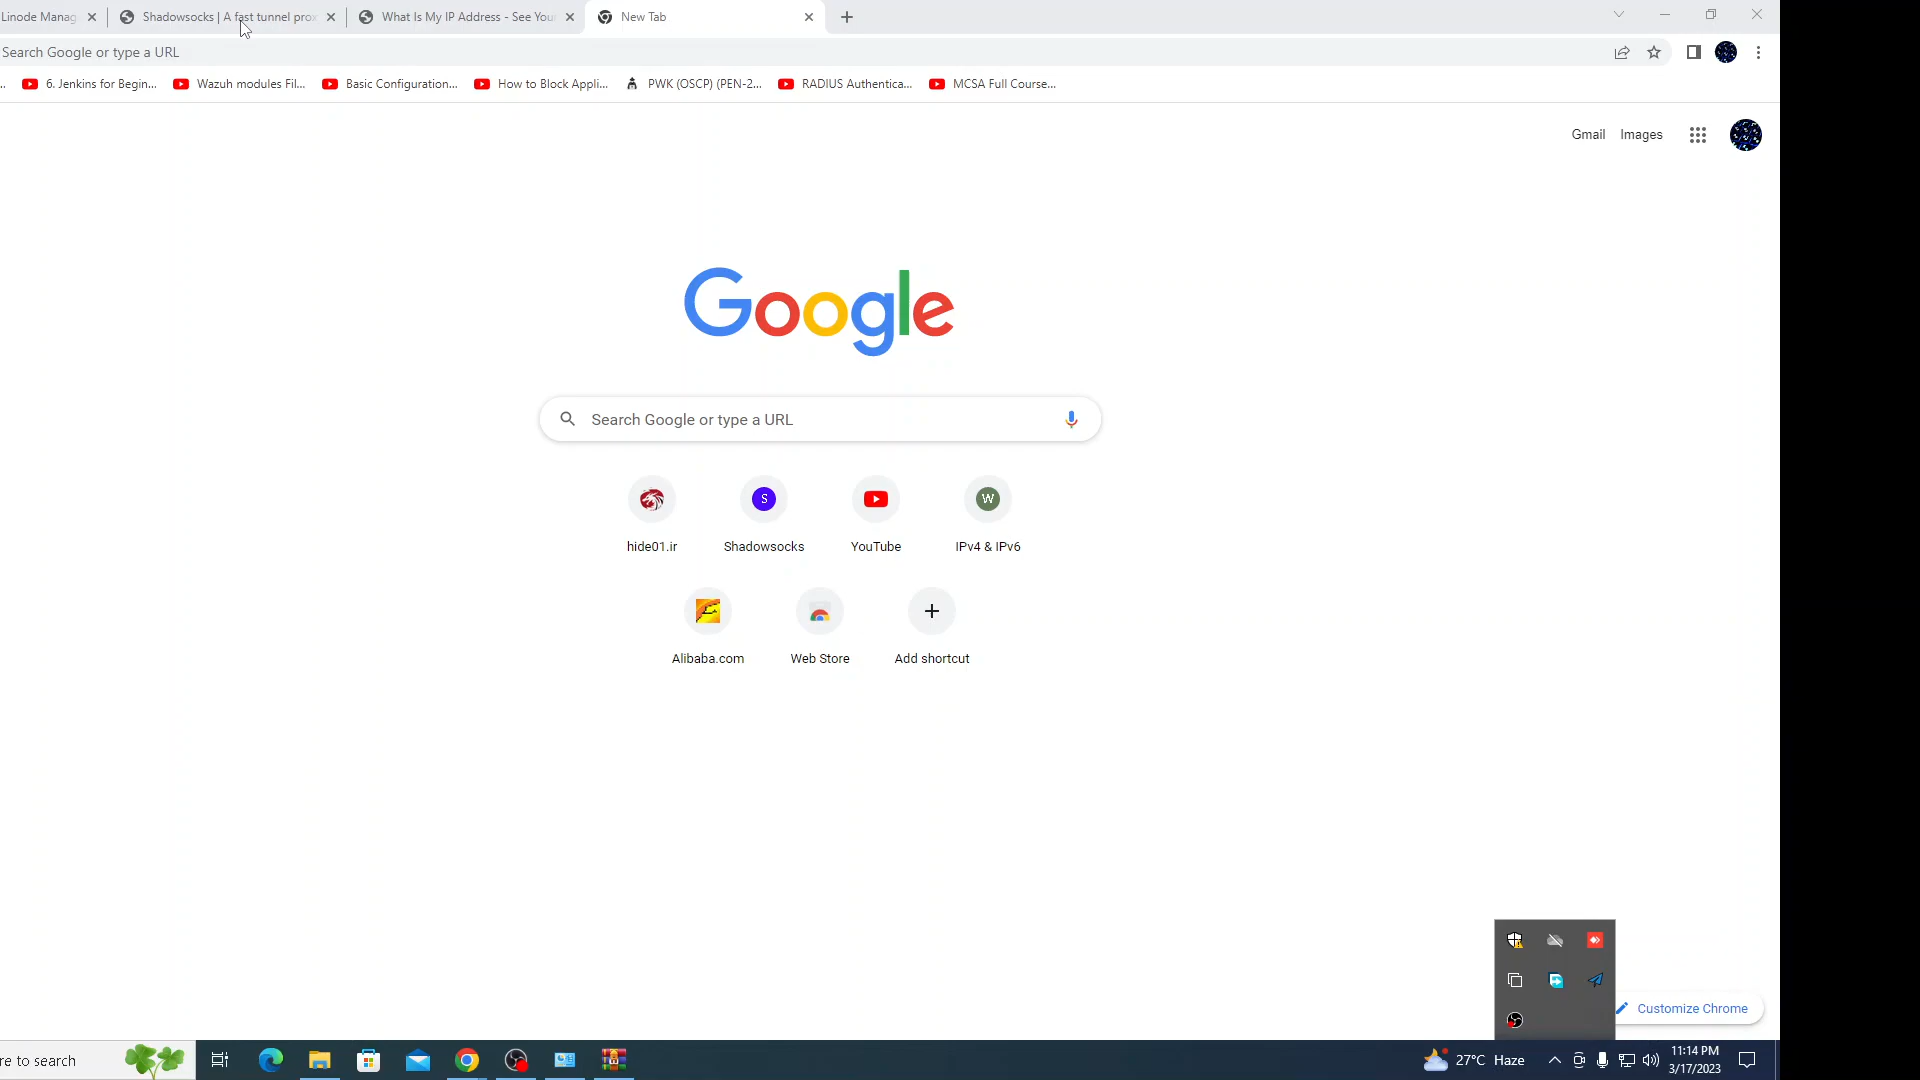 Linode Manag
Shadowsocks | A fast tunnel prox
What Is My IP Address - See You
New Tab
Search Google or type a URL
6. Jenkins for Begin...
Wazuh modules Fil...
Basic Configuration...
How to Block Appli...
PWK (OSCP) (PEN-2...
RADIUS Authentica...
MCSA Full Course...
Gmail
Images
Google
Search Google or type a URL
hide01.ir
S
Shadowsocks
YouTube
W
IPv4 & IPv6
Alibaba.com
Web Store
Add shortcut
Customize Chrome
re to search
27°C Haze
11:14 PM
3/17/2023